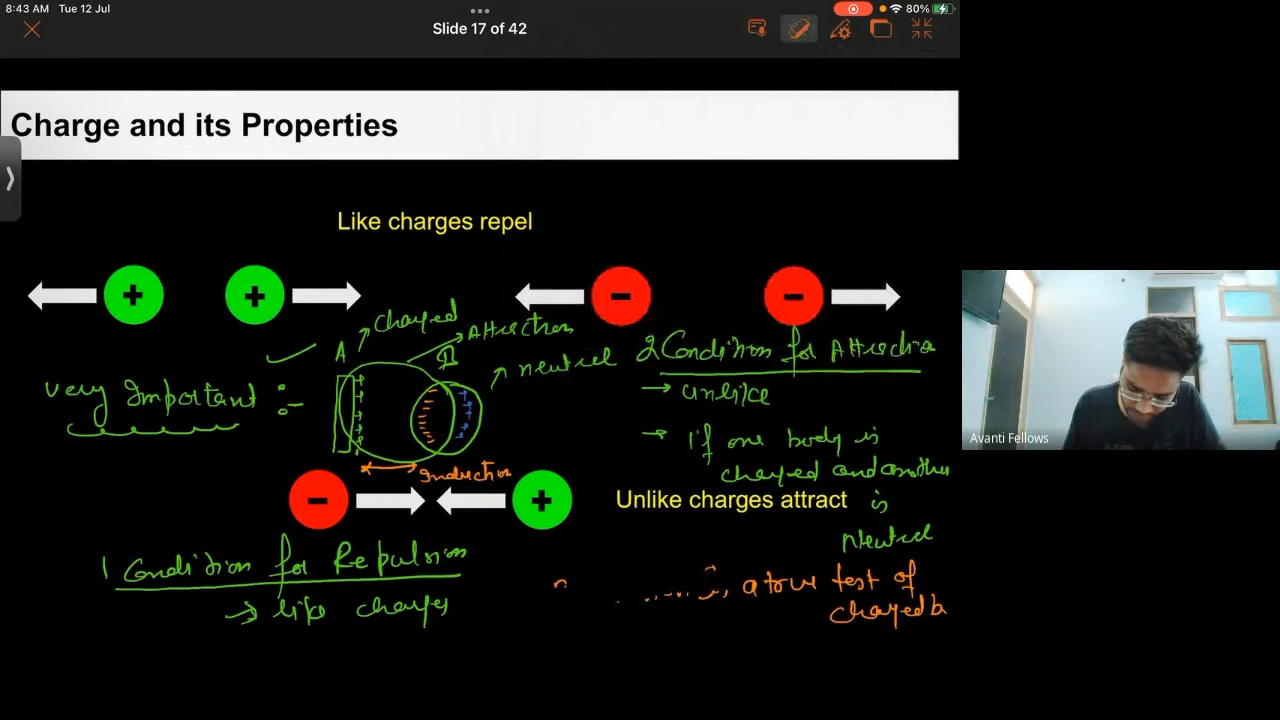 8:43 AM Tue 12 Jul
80%
Slide 17 of 42
Charge and its Properties
Like charges repel
+ + - -
Charged
Attraction
A
neutral
2 Condition for Attraction
Very Important :-
→ unlike
→ if one body is
charged and another
Induction
- +
Unlike charges attract
is
Neutral
1 Condition for Repulsion
→ like charges
a true test of
charged b
Avanti Fellows